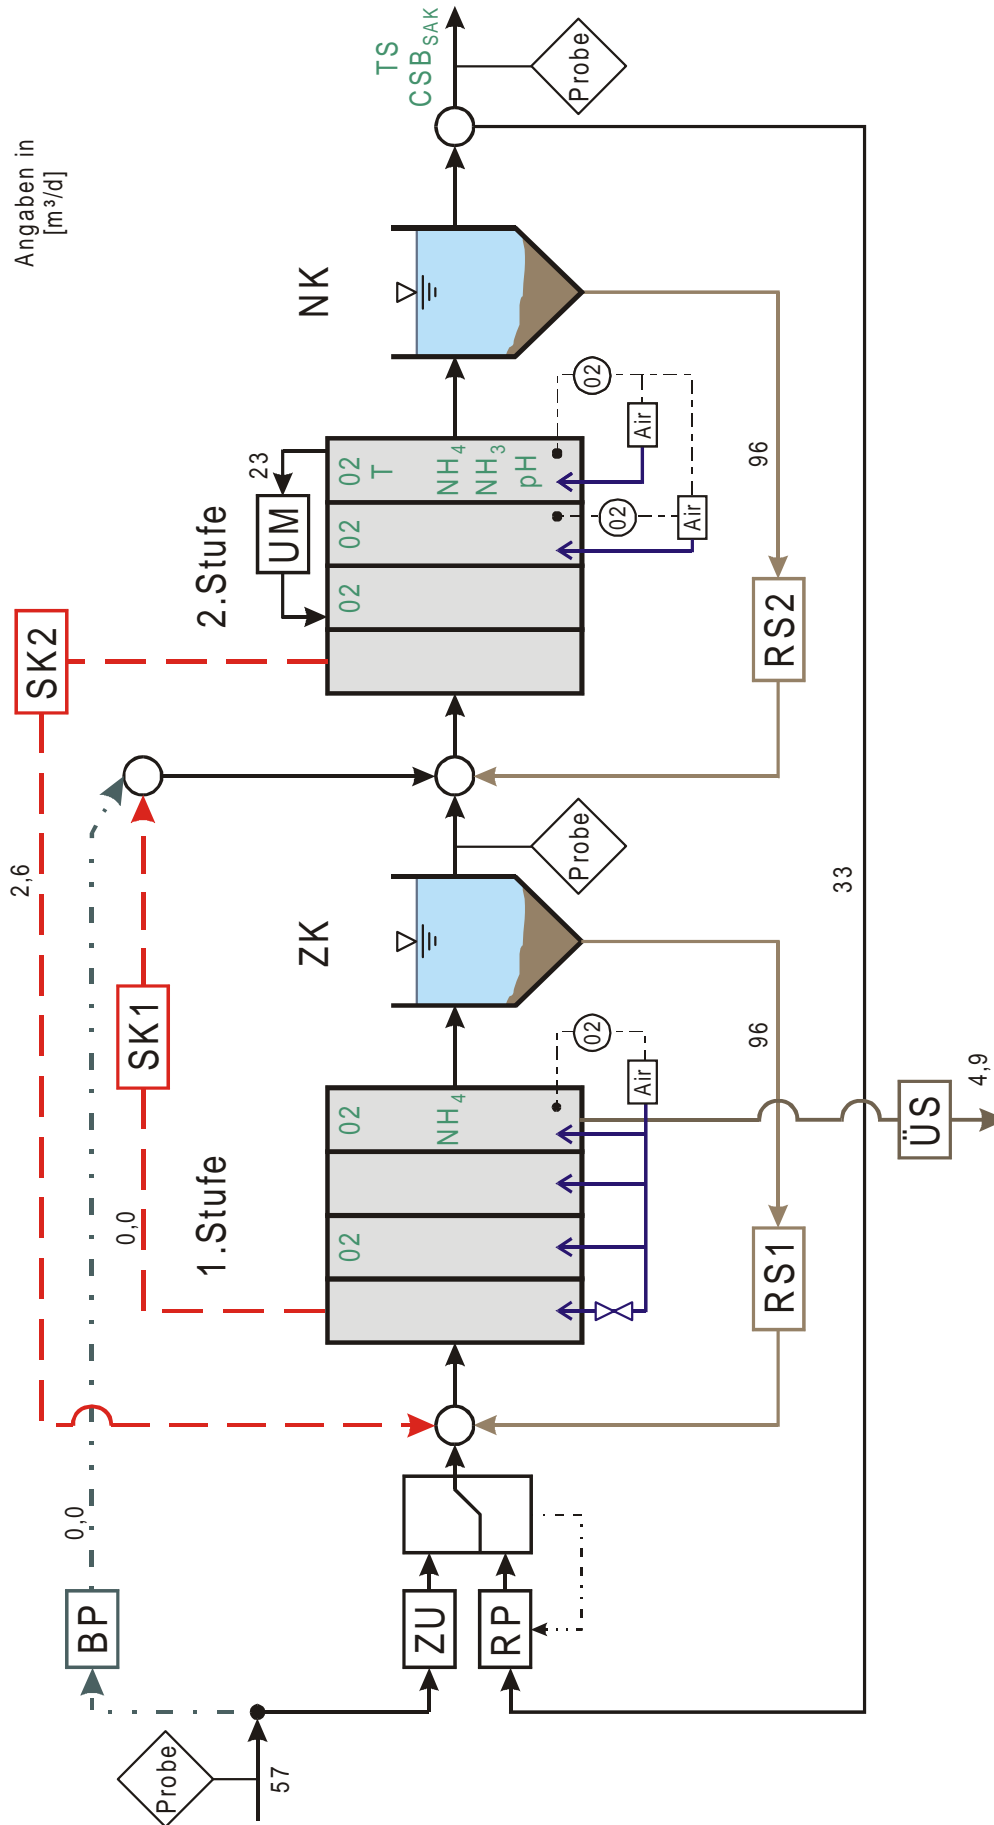 Angaben in
[m³/d]
TS
CSB_SAK
Probe
NK
O2
Air
O2
Air
96
RS2
23
UM
2.Stufe
O2
T
NH₄
NH₃
pH
O2
O2
SK2
2,6
Probe
ZK
33
SK1
0,0
1.Stufe
O2
NH₄
O2
O2
Air
96
RS1
ÜS
4,9
BP
0,0
ZU
RP
Probe
57